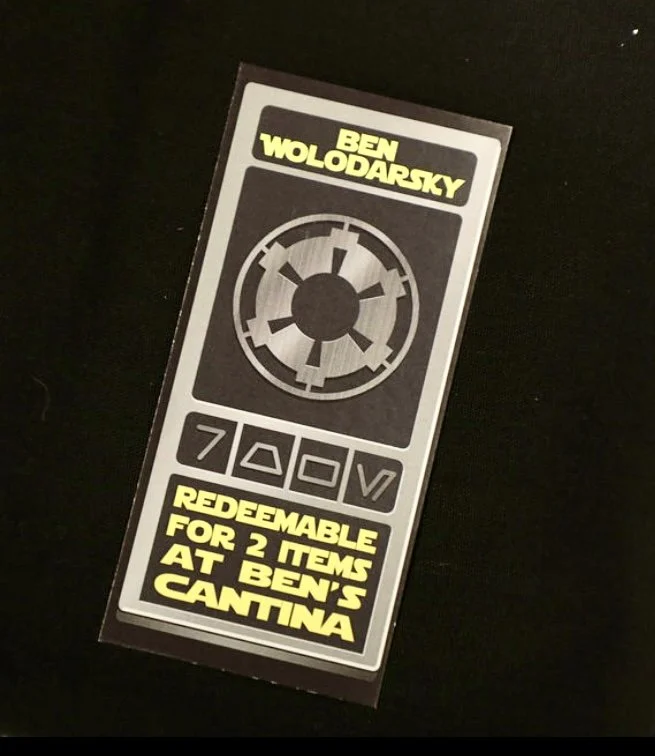 BEN
WOLODARSKY
REDEEMABLE
FOR 2 ITEMS
AT BEN'S
CANTINA